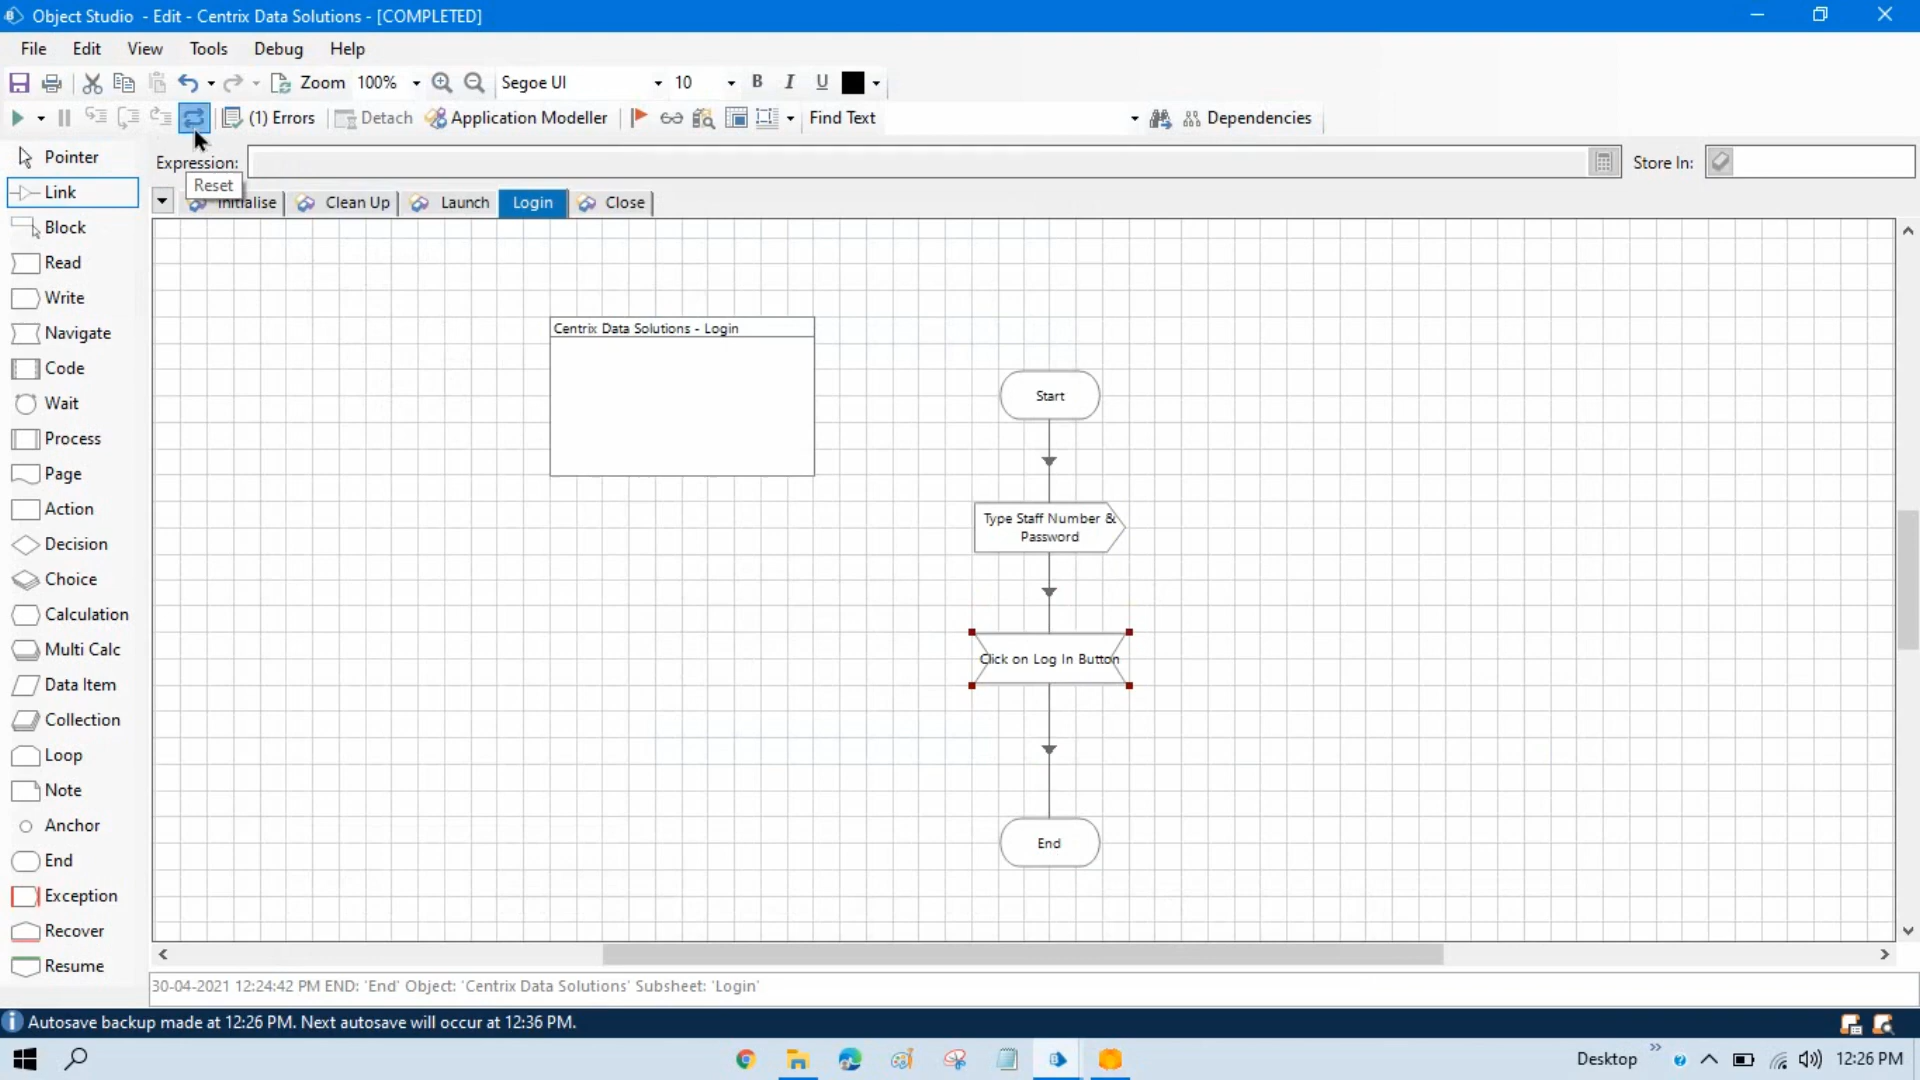 Object Studio - Edit - Centrix Data Solutions - [COMPLETED]
File Edit View Tools Debug Help
Zoom 100% Segoe UI 10 B I U
(1) Errors Detach Application Modeller Find Text Dependencies
Expression: Store In:
Reset
Initialise Clean Up Launch Login Close
Pointer
Link
Block
Read
Write
Navigate
Code
Wait
Process
Page
Action
Decision
Choice
Calculation
Multi Calc
Data Item
Collection
Loop
Note
Anchor
End
Exception
Recover
Resume
Centrix Data Solutions - Login
Start
Type Staff Number &
Password
Click on Log In Button
End
30-04-2021 12:24:42 PM END: 'End' Object: 'Centrix Data Solutions' Subsheet: 'Login'
Autosave backup made at 12:26 PM. Next autosave will occur at 12:36 PM.
Desktop 12:26 PM